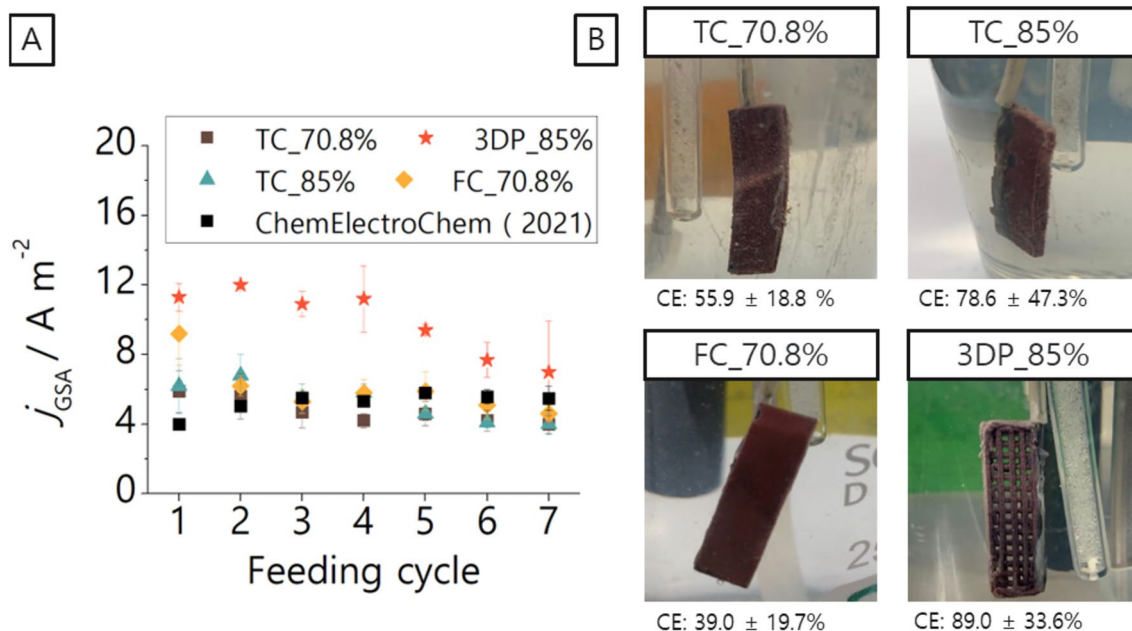 A
B
20
16
12
8
4
0
j GSA / A m-2
TC_70.8%
3DP_85%
TC_85%
FC_70.8%
ChemElectroChem ( 2021)
1 2 3 4 5 6 7
Feeding cycle
TC_70.8%
TC_85%
CE: 55.9 ± 18.8 %
CE: 78.6 ± 47.3%
FC_70.8%
3DP_85%
D
CE: 39.0 ± 19.7%
CE: 89.0 ± 33.6%